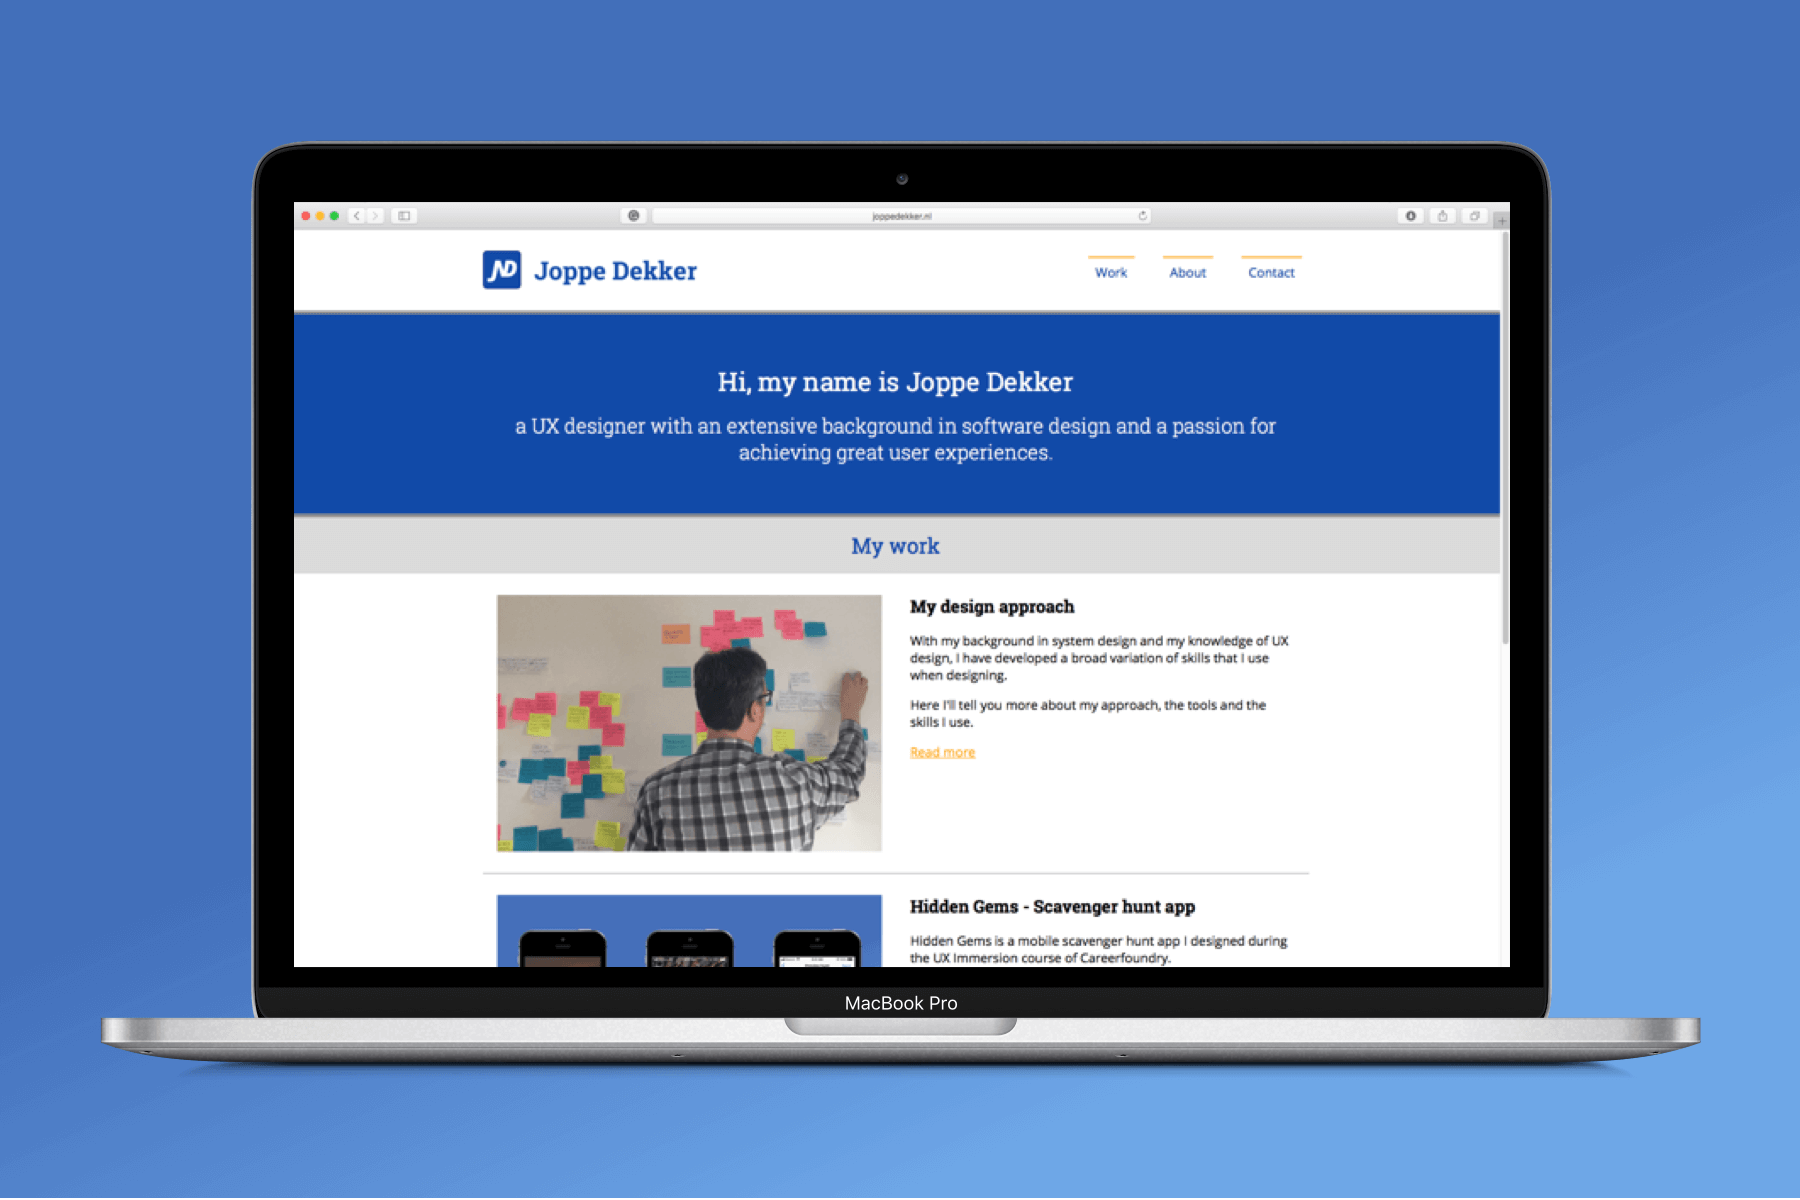 joppedekker.nl
JD Joppe Dekker
Work About Contact
Hi, my name is Joppe Dekker
a UX designer with an extensive background in software design and a passion for
achieving great user experiences.
My work
My design approach
With my background in system design and my knowledge of UX
design, I have developed a broad variation of skills that I use
when designing.
Here I'll tell you more about my approach, the tools and the
skills I use.
Read more
Hidden Gems - Scavenger hunt app
Hidden Gems is a mobile scavenger hunt app I designed during
the UX Immersion course of Careerfoundry.
MacBook Pro